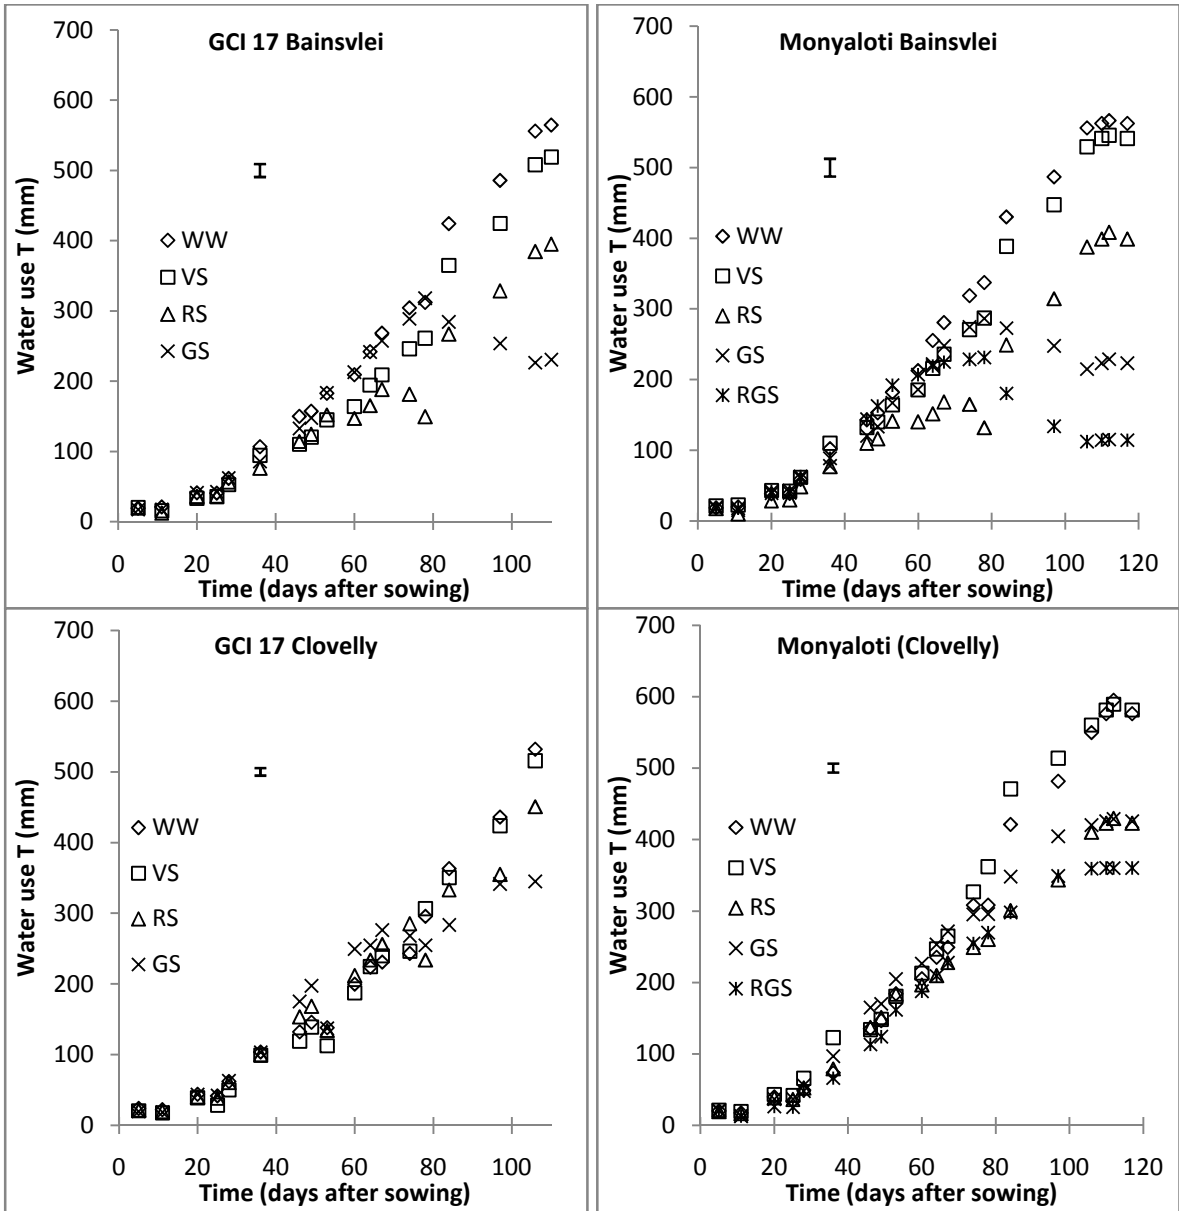 GCI 17 Bainsvlei
Water use T (mm)
700
600
500
400
300
200
100
0
WW
VS
RS
GS
0 20 40 60 80 100
Time (days after sowing)
Monyaloti Bainsvlei
Water use T (mm)
700
600
500
400
300
200
100
0
WW
VS
RS
GS
RGS
0 20 40 60 80 100 120
Time (days after sowing)
GCI 17 Clovelly
Water use T (mm)
700
600
500
400
300
200
100
0
WW
VS
RS
GS
0 20 40 60 80 100
Time (days after sowing)
Monyaloti (Clovelly)
Water use T (mm)
700
600
500
400
300
200
100
0
WW
VS
RS
GS
RGS
0 20 40 60 80 100 120
Time (days after sowing)